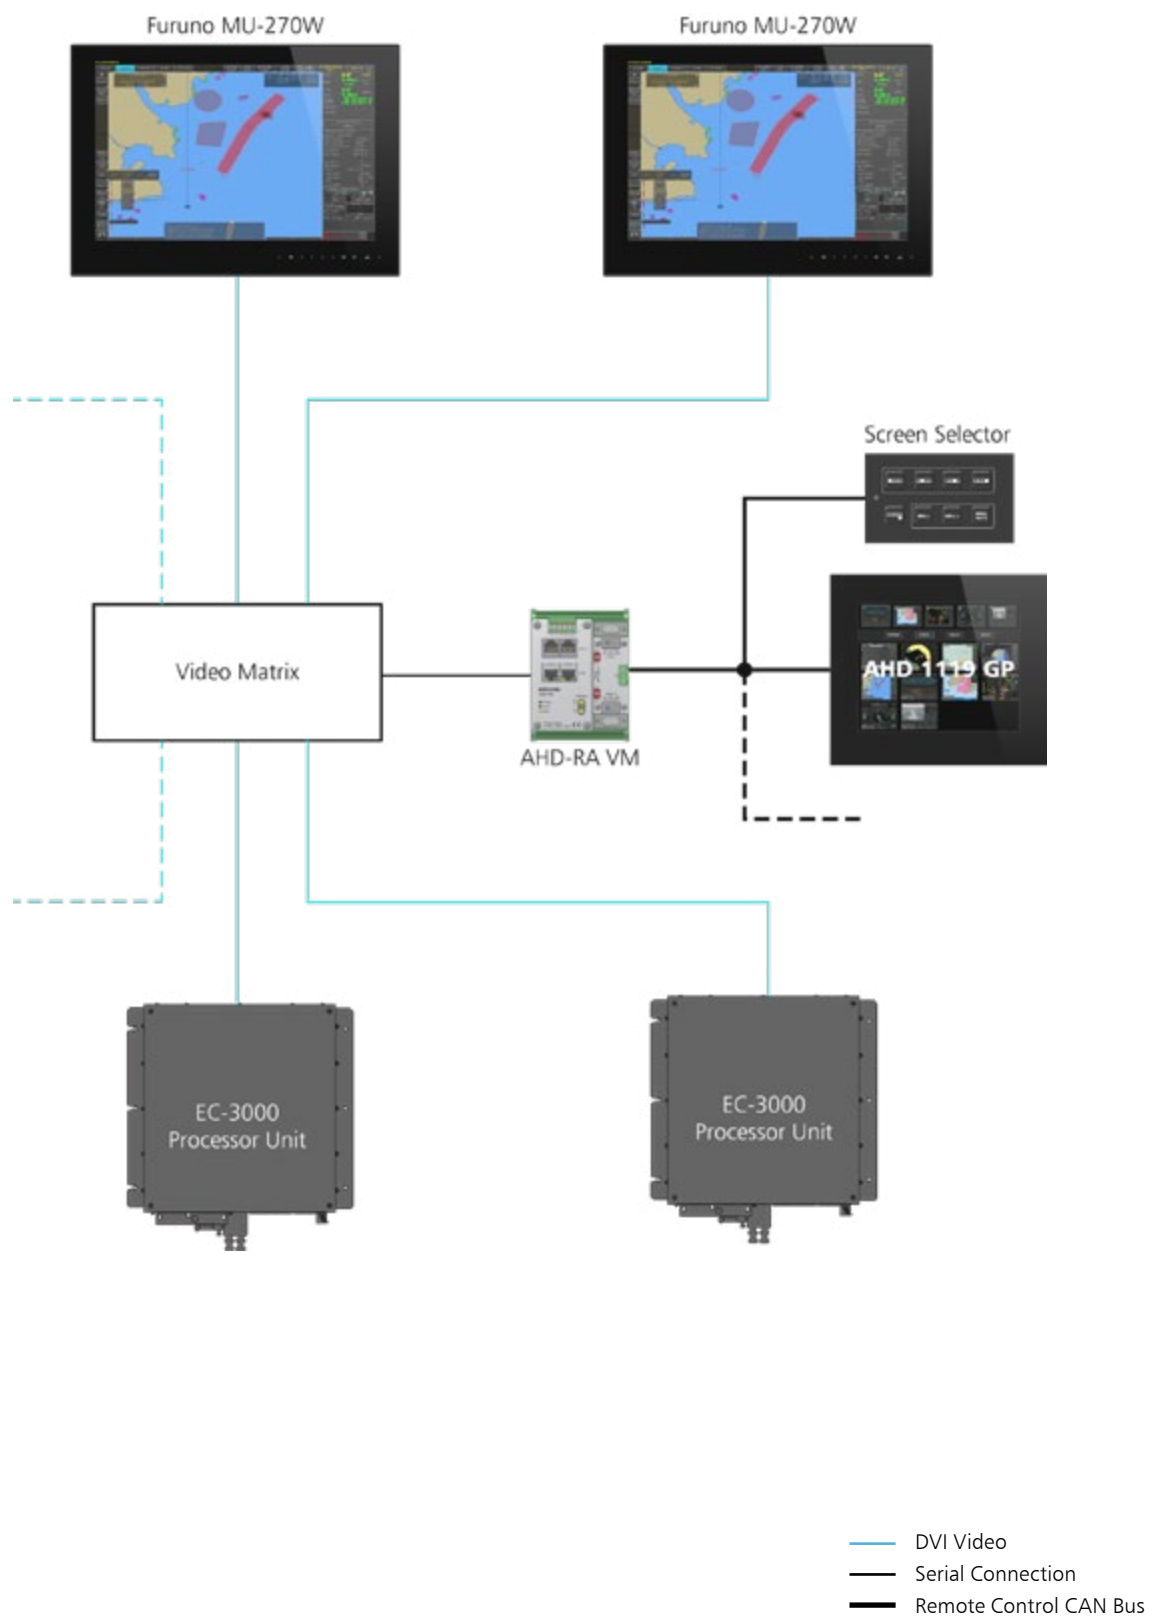 Furuno MU-270W
Furuno MU-270W
Screen Selector
Video Matrix
AHD 1119 GP
AHD-RA VM
EC-3000
Processor Unit
EC-3000
Processor Unit
DVI Video
Serial Connection
Remote Control CAN Bus